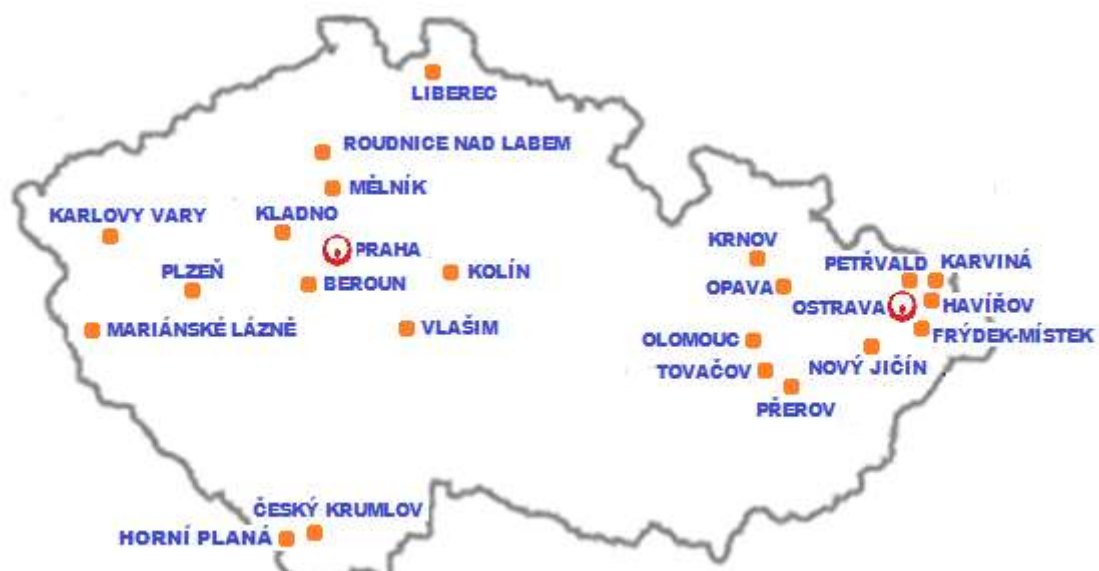 LIBEREC
ROUDNICE NAD LABEM
MĚLNÍK
KARLOVY VARY
KLADNO
PRAHA
KRNOV
PETŘVALD
KARVINÁ
PLZEŇ
BEROUN
KOLÍN
OPAVA
OSTRAVA
HAVÍŘOV
MARIÁNSKÉ LÁZNĚ
VLAŠIM
OLOMOUC
FRÝDEK-MÍSTEK
TOVAČOV
NOVÝ JIČÍN
PŘEROV
ČESKÝ KRUMLOV
HORNÍ PLANÁ